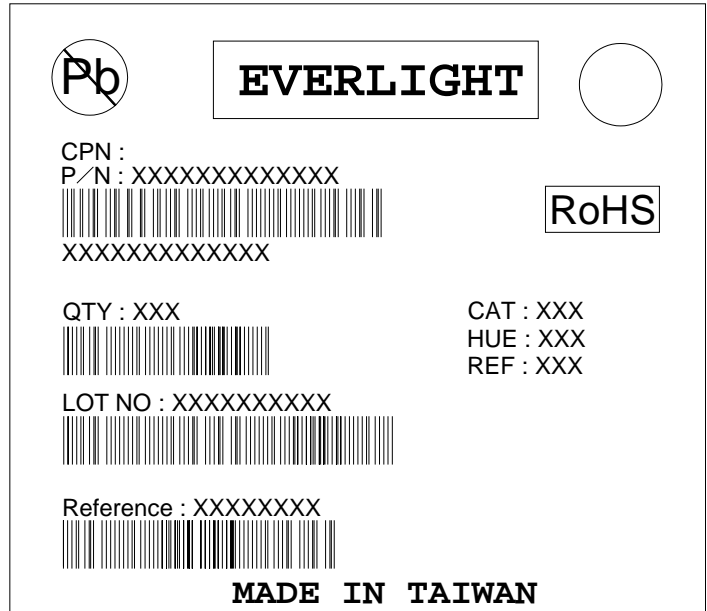 Pb
EVERLIGHT
CPN :
P／N : XXXXXXXXXXXXX
RoHS
XXXXXXXXXXXXX
QTY : XXX
CAT : XXX
HUE : XXX
REF : XXX
LOT NO : XXXXXXXXXX
Reference : XXXXXXXX
MADE IN TAIWAN